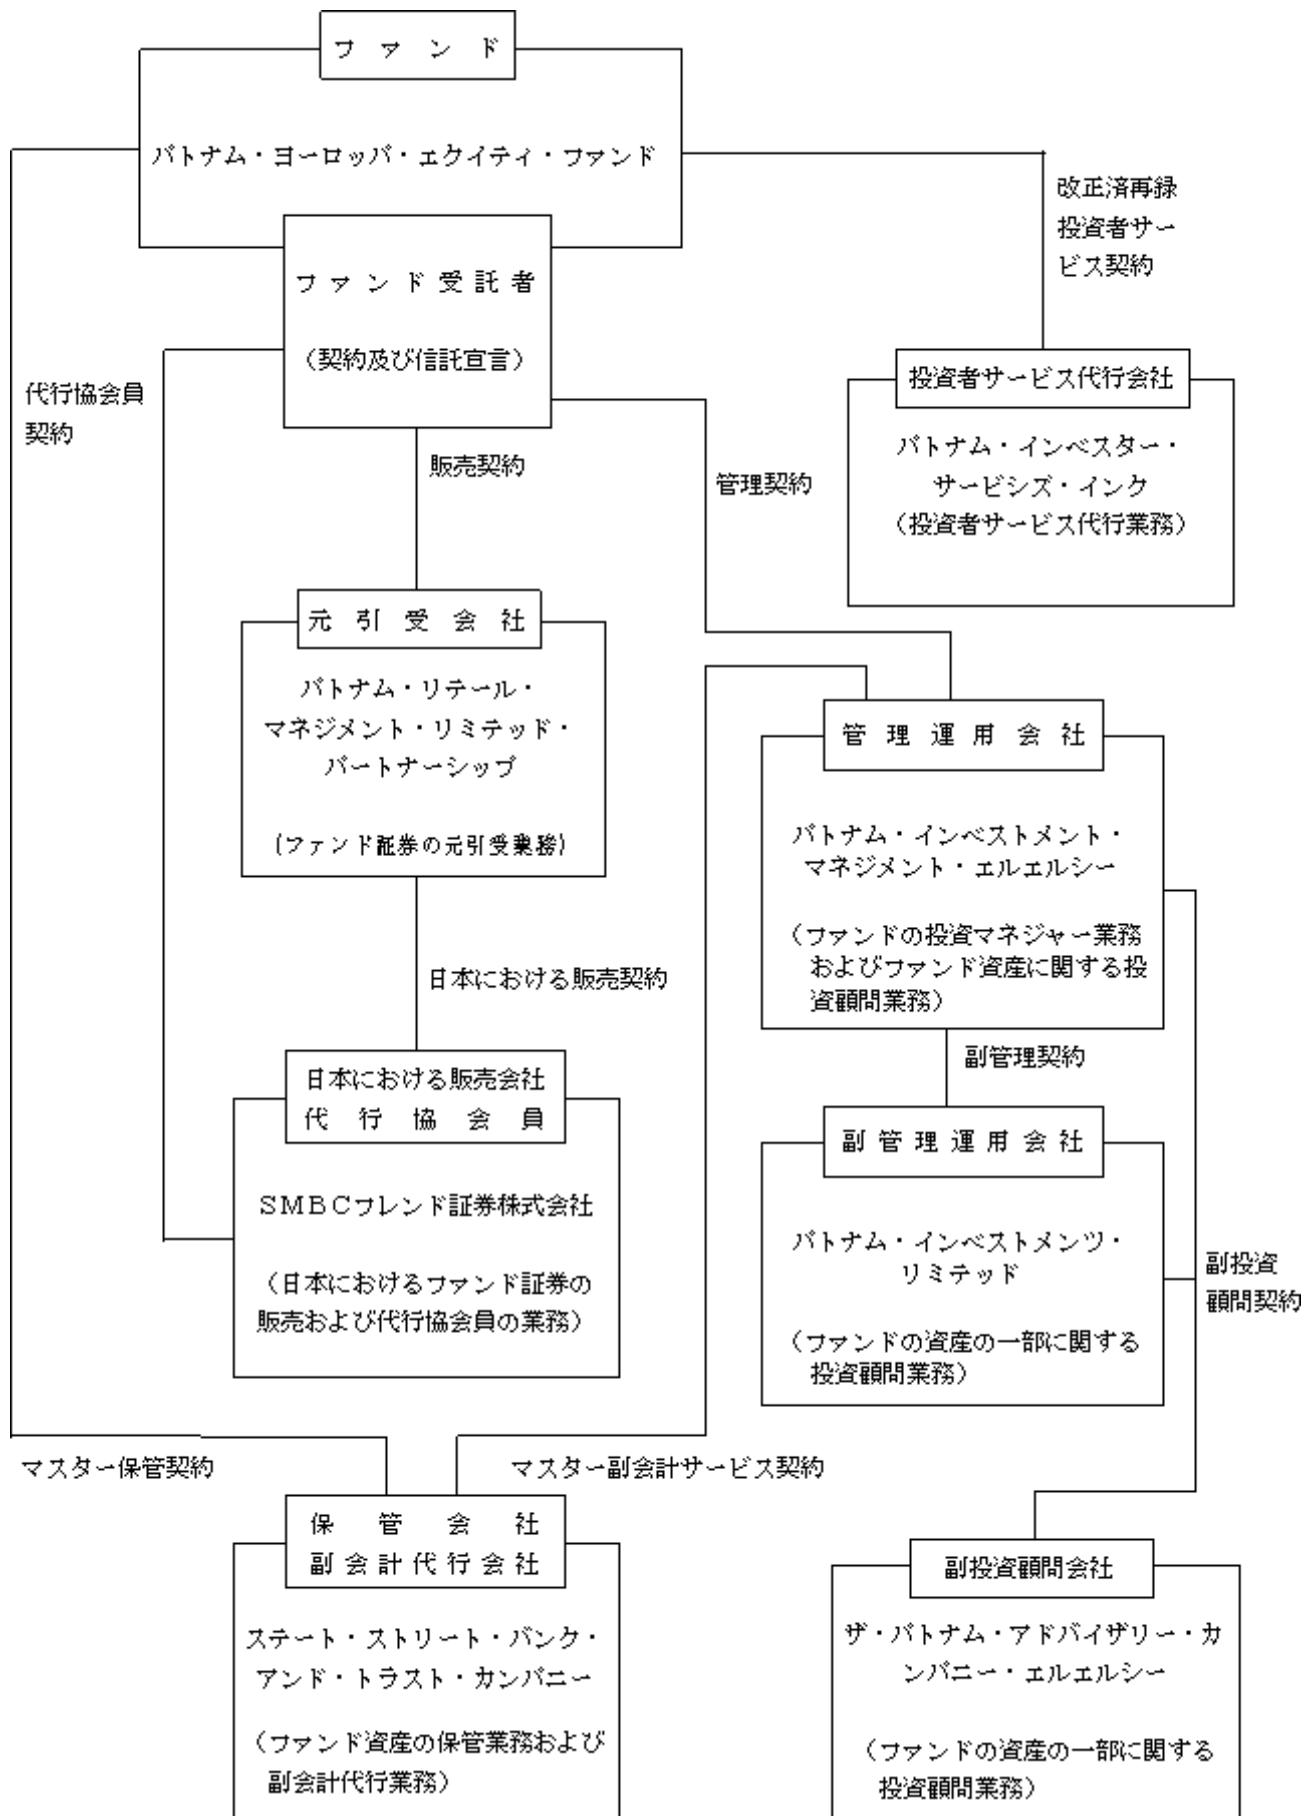 ファンド
パトナム・ヨーロッパ・エクイティ・ファンド
改正済再録
投資者サー
ビス契約
ファンド受託者
(契約及び信託宣言)
代行協会員
契約
投資者サービス代行会社
パトナム・インベスター・
サービシズ・インク
(投資者サービス代行業務)
販売契約
管理契約
元引受会社
パトナム・リテール・
マネジメント・リミテッド・
パートナーシップ
(ファンド証券の元引受業務)
管理運用会社
パトナム・インベストメント・
マネジメント・エルエルシー
(ファンドの投資マネジャー業務
およびファンド資産に関する投
資顧問業務)
日本における販売契約
副管理契約
日本における販売会社
代行協会員
SMBCフレンド証券株式会社
(日本におけるファンド証券の
販売および代行協会員の業務)
副管理運用会社
パトナム・インベストメンツ・
リミテッド
(ファンドの資産の一部に関する
投資顧問業務)
副投資
顧問契約
マスター保管契約
マスター副会計サービス契約
保管会社
副会計代行会社
ステート・ストリート・バンク・
アンド・トラスト・カンパニー
(ファンド資産の保管業務および
副会計代行業務)
副投資顧問会社
ザ・パトナム・アドバイザリー・カ
ンパニー・エルエルシー
(ファンドの資産の一部に関する
投資顧問業務)